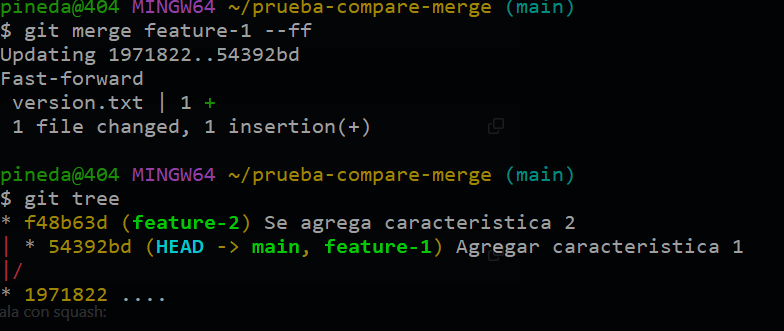 pineda@404 MINGW64 ~/prueba-compare-merge (main)
$ git merge feature-1 --ff
Updating 1971822..54392bd
Fast-forward
 version.txt | 1 +
 1 file changed, 1 insertion(+)

pineda@404 MINGW64 ~/prueba-compare-merge (main)
$ git tree
* f48b63d (feature-2) Se agrega caracteristica 2
| * 54392bd (HEAD -> main, feature-1) Agregar caracteristica 1
|/
* 1971822 ....
ala con squash: